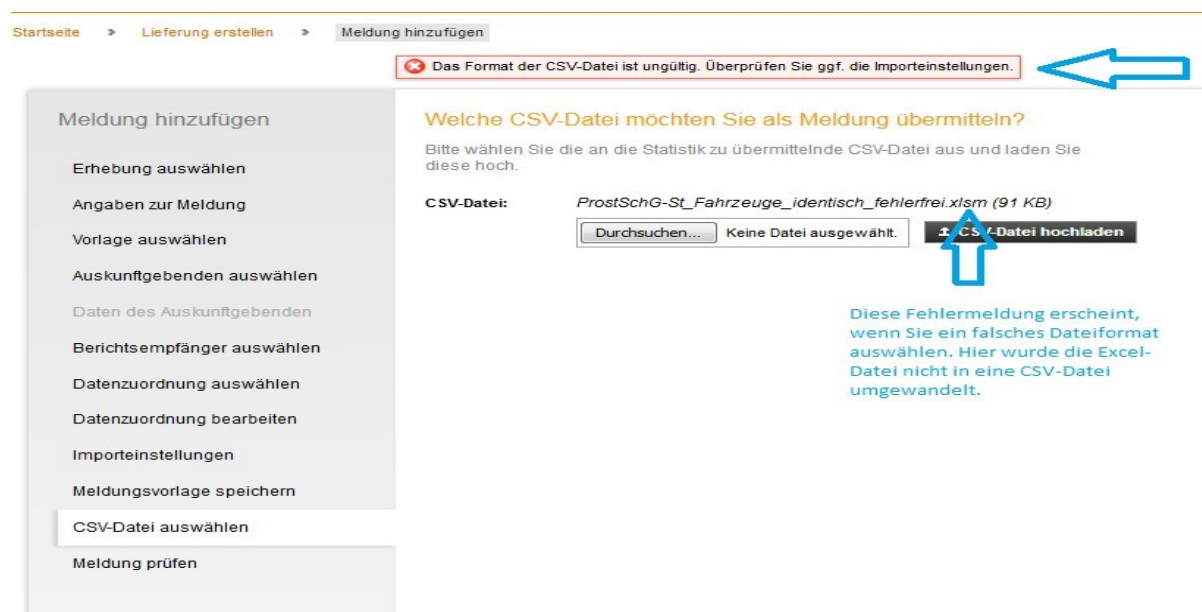 Startseite » Lieferung erstellen » Meldung hinzufügen
Das Format der CSV-Datei ist ungültig. Überprüfen Sie ggf. die Importeinstellungen.
Meldung hinzufügen
Erhebung auswählen
Angaben zur Meldung
Vorlage auswählen
Auskunftgebenden auswählen
Daten des Auskunftgebenden
Berichtsempfänger auswählen
Datenzuordnung auswählen
Datenzuordnung bearbeiten
Importeinstellungen
Meldungsvorlage speichern
CSV-Datei auswählen
Meldung prüfen
Welche CSV-Datei möchten Sie als Meldung übermitteln?
Bitte wählen Sie die an die Statistik zu übermittelnde CSV-Datei aus und laden Sie
diese hoch.
CSV-Datei: ProstSchG-St_Fahrzeuge_identisch_fehlerfrei.xlsm (91 KB)
Durchsuchen... Keine Datei ausgewählt. CSV-Datei hochladen
Diese Fehlermeldung erscheint,
wenn Sie ein falsches Dateiformat
auswählen. Hier wurde die Excel-
Datei nicht in eine CSV-Datei
umgewandelt.